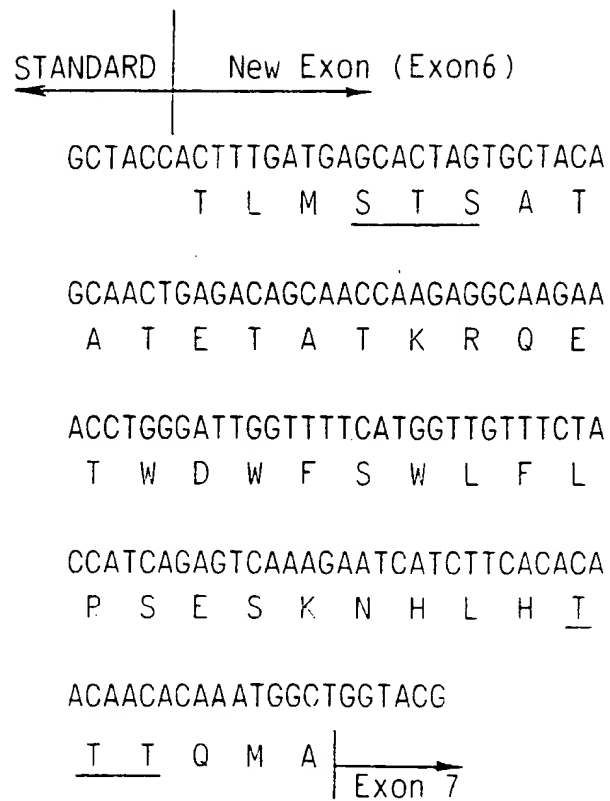 STANDARD New Exon (Exon6)
GCTACCACTTTGATGAGCACTAGTGCTACA
T L M S T S A T
GCAACTGAGACAGCAACCAAGAGGCAAGAA
A T E T A T K R Q E
ACCTGGGATTGGTTTTCATGGTTGTTTCTA
T W D W F S W L F L
CCATCAGAGTCAAAGAATCATCTTCACACA
P S E S K N H L H T
ACAACACAAATGGCTGGTACG
T T Q M A
Exon 7